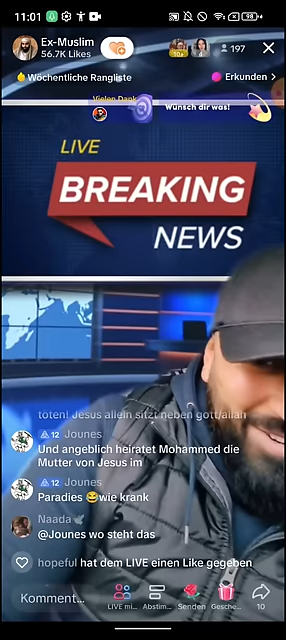 11:01
98
Ex-Muslim
56.7K Likes
10+
197
Wöchentliche Rangliste
Erkunden >
Vielen Dank
Wünsch dir was!
LIVE
BREAKING
NEWS
töten! Jesus allein sitzt neben gott/allah
12 Jounes
Und angeblich heiratet Mohammed die
Mutter von Jesus im
12 Jounes
Paradies 😂wie krank
Naada🕊
@Jounes wo steht das
hopeful hat dem LIVE einen Like gegeben
Komment...
LIVE mi...
Abstim...
Senden
Gesche...
10